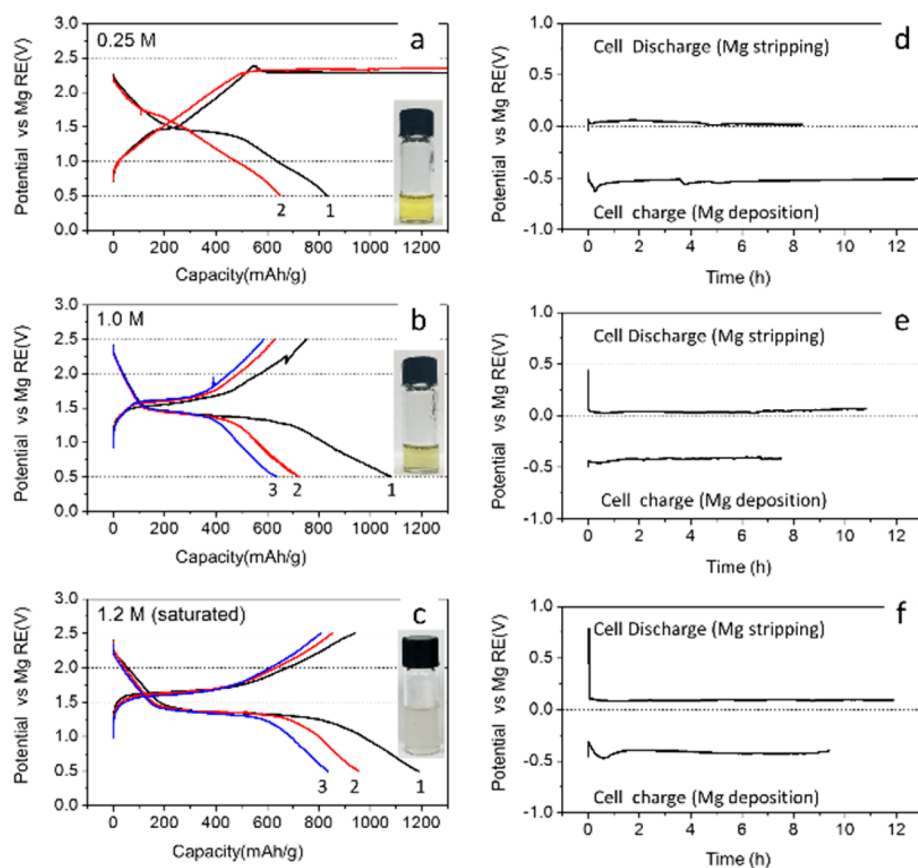 0.25 M
a
3.0
2.5
2.0
1.5
1.0
0.5
0.0
Potential vs Mg RE(V)
2
1
0 200 400 600 800 1000 1200
Capacity(mAh/g)
d
Cell Discharge (Mg stripping)
1.0
0.5
0.0
-0.5
-1.0
Potential vs Mg RE(V)
Cell charge (Mg deposition)
0 2 4 6 8 10 12
Time (h)
1.0 M
b
3.0
2.5
2.0
1.5
1.0
0.5
0.0
Potential vs Mg RE(V)
3 2 1
0 200 400 600 800 1000 1200
Capacity(mAh/g)
e
Cell Discharge (Mg stripping)
1.0
0.5
0.0
-0.5
-1.0
Potential vs Mg RE(V)
Cell charge (Mg deposition)
0 2 4 6 8 10 12
Time (h)
1.2 M (saturated)
c
3.0
2.5
2.0
1.5
1.0
0.5
0.0
Potential vs Mg RE(V)
3 2 1
0 200 400 600 800 1000 1200
Capacity(mAh/g)
f
Cell Discharge (Mg stripping)
1.0
0.5
0.0
-0.5
-1.0
Potential vs Mg RE(V)
Cell charge (Mg deposition)
0 2 4 6 8 10 12
Time (h)